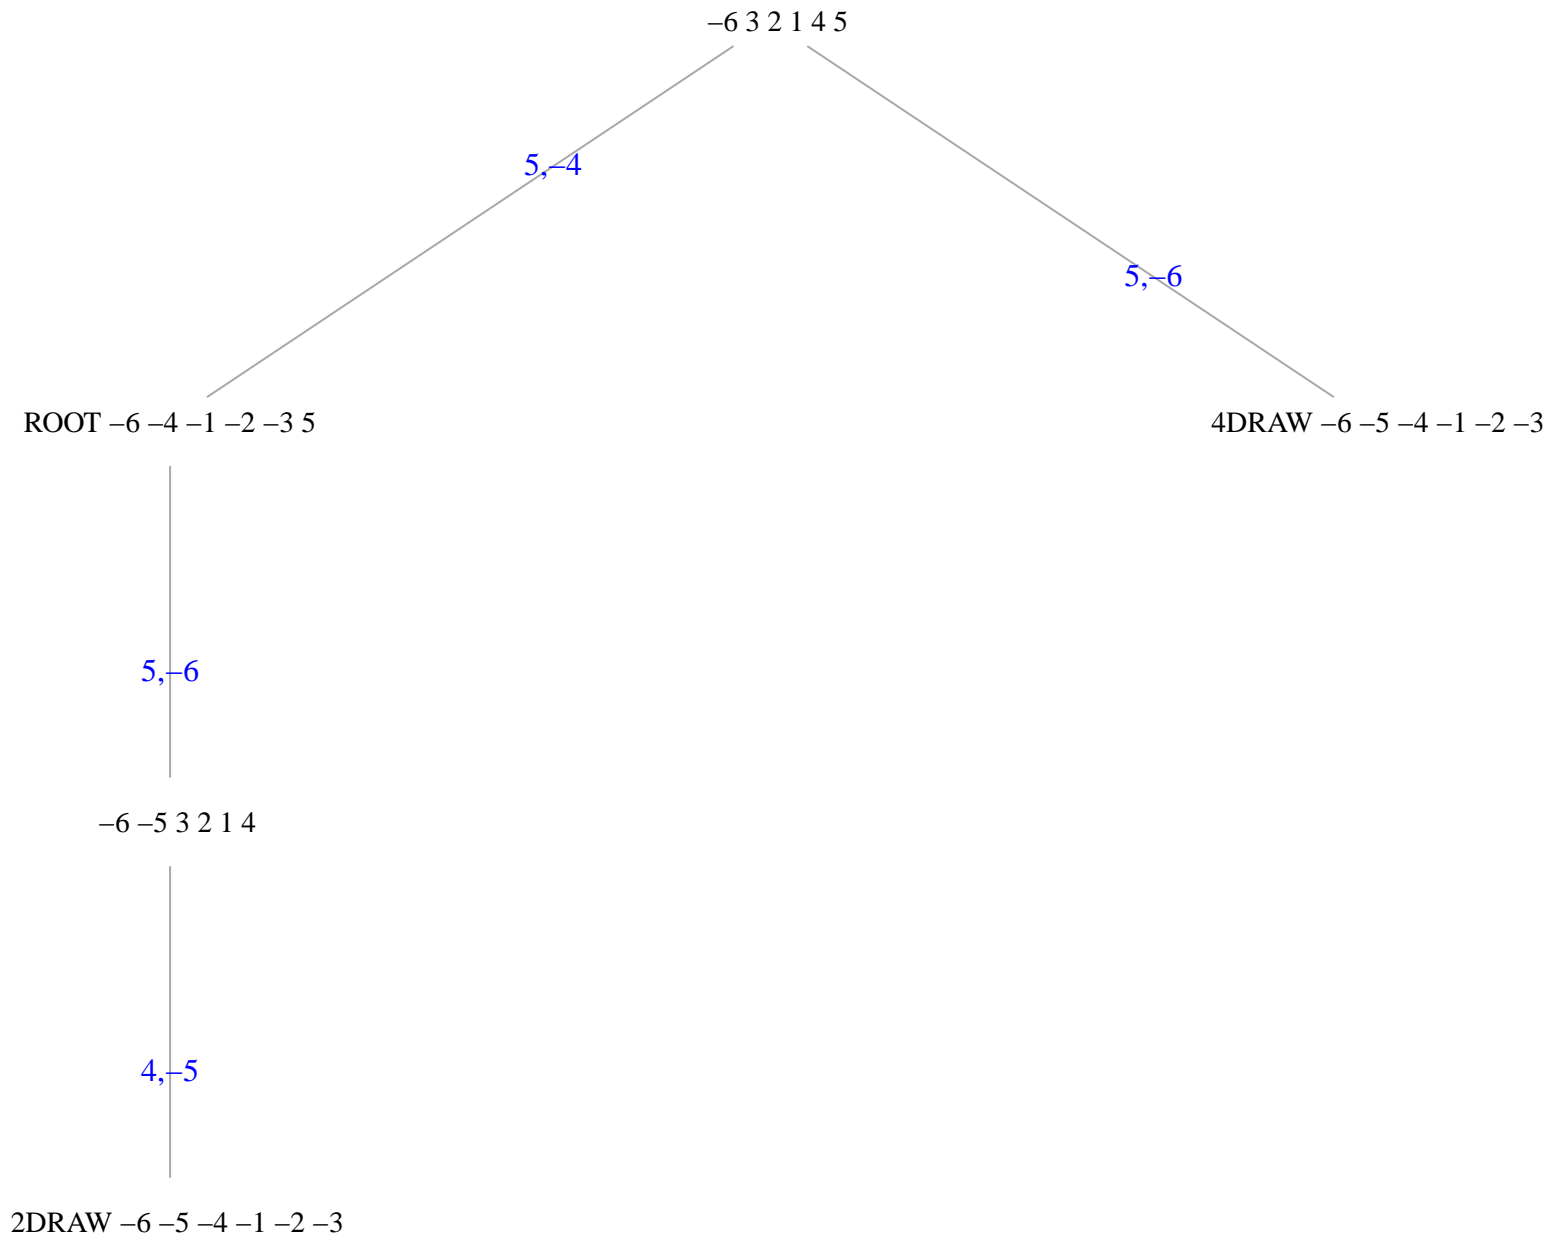 –6 3 2 1 4 5
5,–4
5,–6
ROOT –6 –4 –1 –2 –3 5
4DRAW –6 –5 –4 –1 –2 –3
5,–6
–6 –5 3 2 1 4
4,–5
2DRAW –6 –5 –4 –1 –2 –3